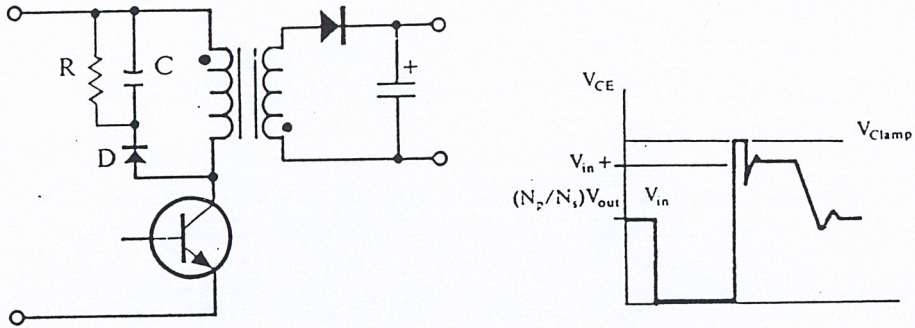 R
C
D
+
V_CE
V_Clamp
V_in +
(N_p/N_s)V_out
V_in